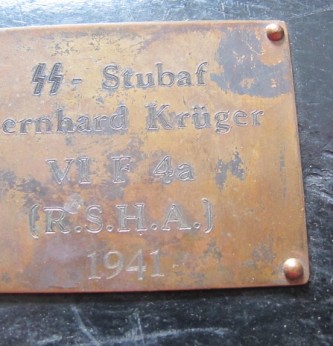 ᛋᛋ - Stubaf
ernhard Krüger
VI F 4a
(R.S.H.A.)
1941